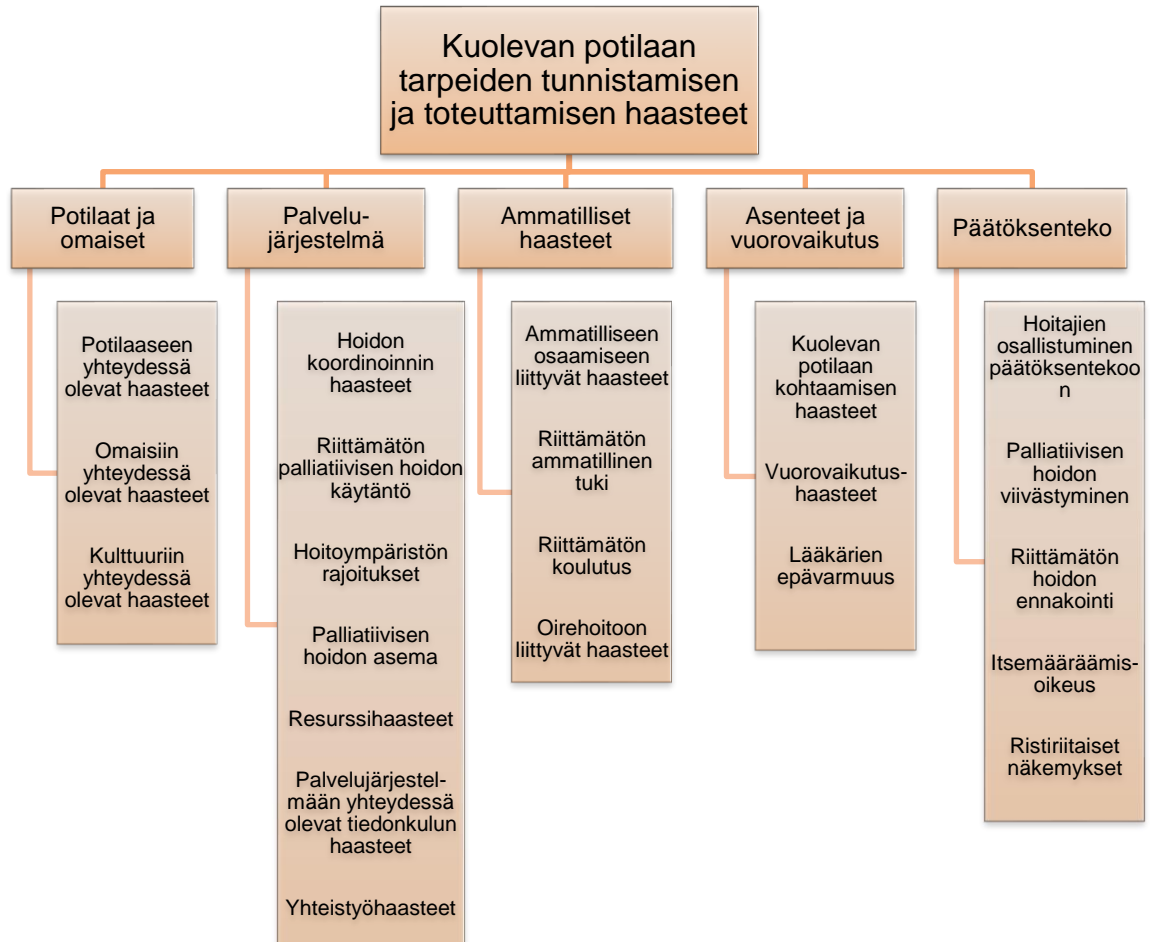 Kuolevan potilaan
tarpeiden tunnistamisen
ja toteuttamisen haasteet
Potilaat ja
omaiset
Palvelu-
järjestelmä
Ammatilliset
haasteet
Asenteet ja
vuorovaikutus
Päätöksenteko
Potilaaseen
yhteydessä
olevat haasteet
Omaisiin
yhteydessä
olevat haasteet
Kulttuuriin
yhteydessä
olevat haasteet
Hoidon
koordinoinnin
haasteet
Riittämätön
palliatiivisen hoidon
käytäntö
Hoitoympäristön
rajoitukset
Palliatiivisen
hoidon asema
Resurssihaasteet
Palvelujärjestel-
mään yhteydessä
olevat tiedonkulun
haasteet
Yhteistyöhaasteet
Ammatilliseen
osaamiseen
liittyvät haasteet
Riittämätön
ammatillinen
tuki
Riittämätön
koulutus
Oirehoitoon
liittyvät haasteet
Kuolevan
potilaan
kohtaamisen
haasteet
Vuorovaikutus-
haasteet
Lääkärien
epävarmuus
Hoitajien
osallistuminen
päätöksentekoo
n
Palliatiivisen
hoidon
viivästyminen
Riittämätön
hoidon
ennakointi
Itsemääräämis-
oikeus
Ristiriitaiset
näkemykset